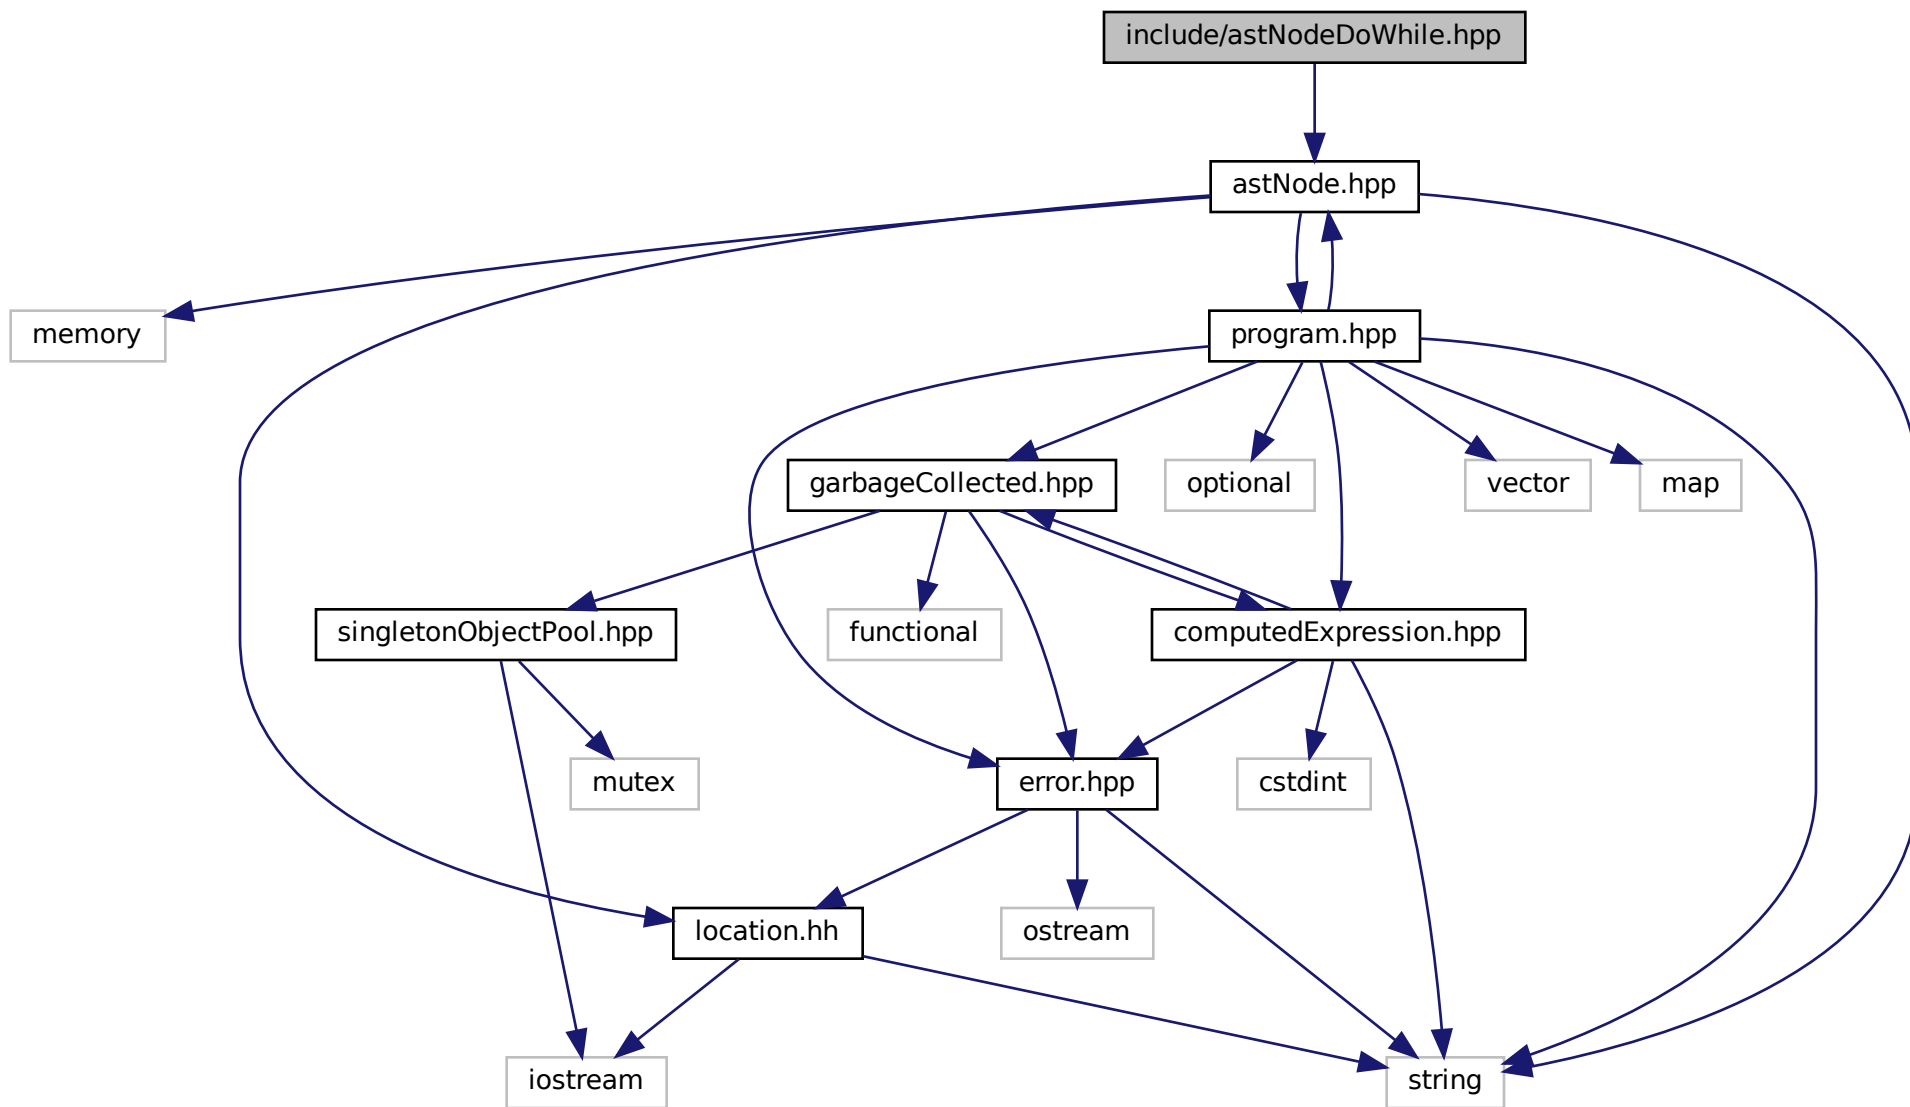 include/astNodeDoWhile.hpp
astNode.hpp
memory
program.hpp
garbageCollected.hpp
optional
vector
map
singletonObjectPool.hpp
functional
computedExpression.hpp
mutex
error.hpp
cstdint
location.hh
ostream
iostream
string